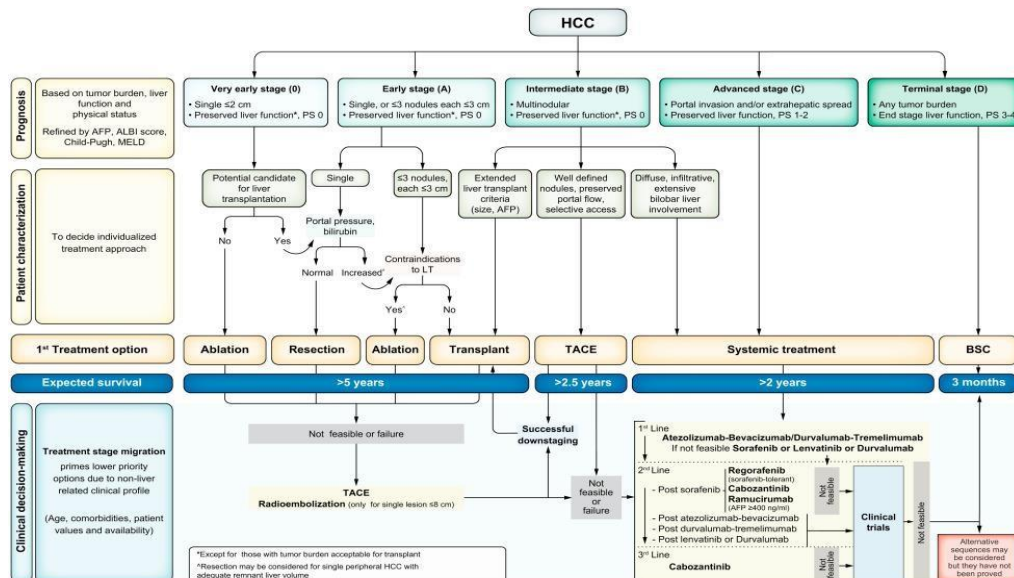 HCC
Prognosis
Based on tumor burden, liver
function and
physical status
Refined by AFP, ALBI score,
Child-Pugh, MELD
Very early stage (0)
• Single ≤2 cm
• Preserved liver function*, PS 0
Early stage (A)
• Single, or ≤3 nodules each ≤3 cm
• Preserved liver function*, PS 0
Intermediate stage (B)
• Multinodular
• Preserved liver function*, PS 0
Advanced stage (C)
• Portal invasion and/or extrahepatic spread
• Preserved liver function, PS 1-2
Terminal stage (D)
• Any tumor burden
• End stage liver function, PS 3-4
Patient characterization
To decide individualized
treatment approach
Potential candidate
for liver
transplantation
Single
≤3 nodules,
each ≤3 cm
Extended
liver transplant
criteria
(size, AFP)
Well defined
nodules, preserved
portal flow,
selective access
Diffuse, infiltrative,
extensive
bilobar liver
involvement
Portal pressure,
bilirubin
No
Yes
Contraindications
to LT
Normal
Increased^
Yes^
No
1st Treatment option
Ablation
Resection
Ablation
Transplant
TACE
Systemic treatment
BSC
Expected survival
>5 years
>2.5 years
>2 years
3 months
Clinical decision-making
Treatment stage migration
primes lower priority
options due to non-liver
related clinical profile
(Age, comorbidities, patient
values and availability)
Not feasible or failure
Successful
downstaging
TACE
Radioembolization (only for single lesion ≤8 cm)
Not
feasible
or failure
1st Line
Atezolizumab-Bevacizumab/Durvalumab-Tremelimumab
If not feasible Sorafenib or Lenvatinib or Durvalumab
2nd Line
- Post sorafenib
Regorafenib
(sorafenib-tolerant)
Cabozantinib
Ramucirumab
(AFP ≥400 ng/ml)
Not
feasible
- Post atezolizumab-bevacizumab
- Post durvalumab-tremelimumab
- Post lenvatinib or Durvalumab
Clinical
trials
Not feasible
3rd Line
Cabozantinib
Not
feasible
Alternative
sequences may
be considered
but they have not
been proved
*Except for those with tumor burden acceptable for transplant
^Resection may be considered for single peripheral HCC with
adequate remnant liver volume